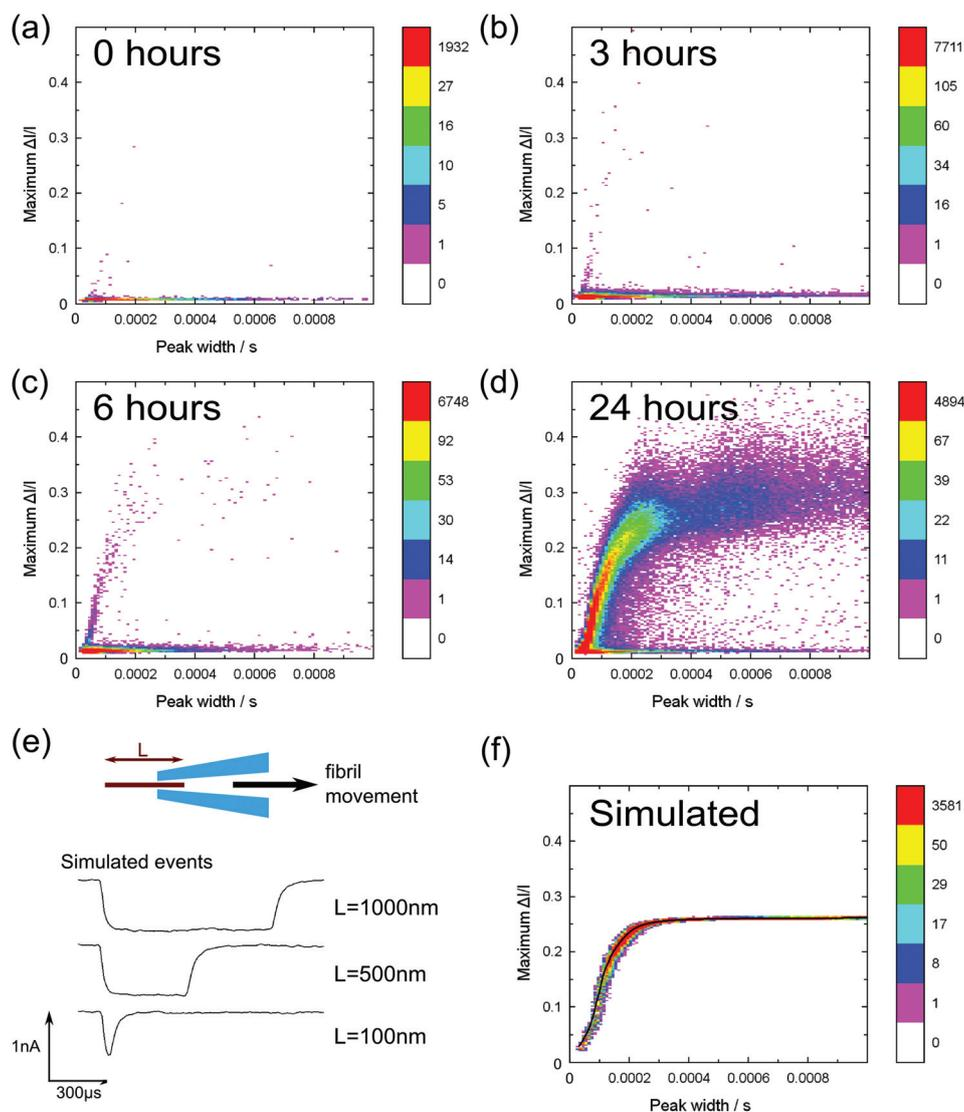 (a)
0 hours
Maximum ΔI/I
0.4
0.3
0.2
0.1
0
0
0.0002
0.0004
0.0006
0.0008
Peak width / s
1932
27
16
10
5
1
0
(b)
3 hours
Maximum ΔI/I
0.4
0.3
0.2
0.1
0
0
0.0002
0.0004
0.0006
0.0008
Peak width / s
7711
105
60
34
16
1
0
(c)
6 hours
Maximum ΔI/I
0.4
0.3
0.2
0.1
0
0
0.0002
0.0004
0.0006
0.0008
Peak width / s
6748
92
53
30
14
1
0
(d)
24 hours
Maximum ΔI/I
0.4
0.3
0.2
0.1
0
0
0.0002
0.0004
0.0006
0.0008
Peak width / s
4894
67
39
22
11
1
0
(e)
L
fibril
movement
Simulated events
L=1000nm
L=500nm
L=100nm
1nA
300µs
(f)
Simulated
Maximum ΔI/I
0.4
0.3
0.2
0.1
0
0
0.0002
0.0004
0.0006
0.0008
Peak width / s
3581
50
29
17
8
1
0